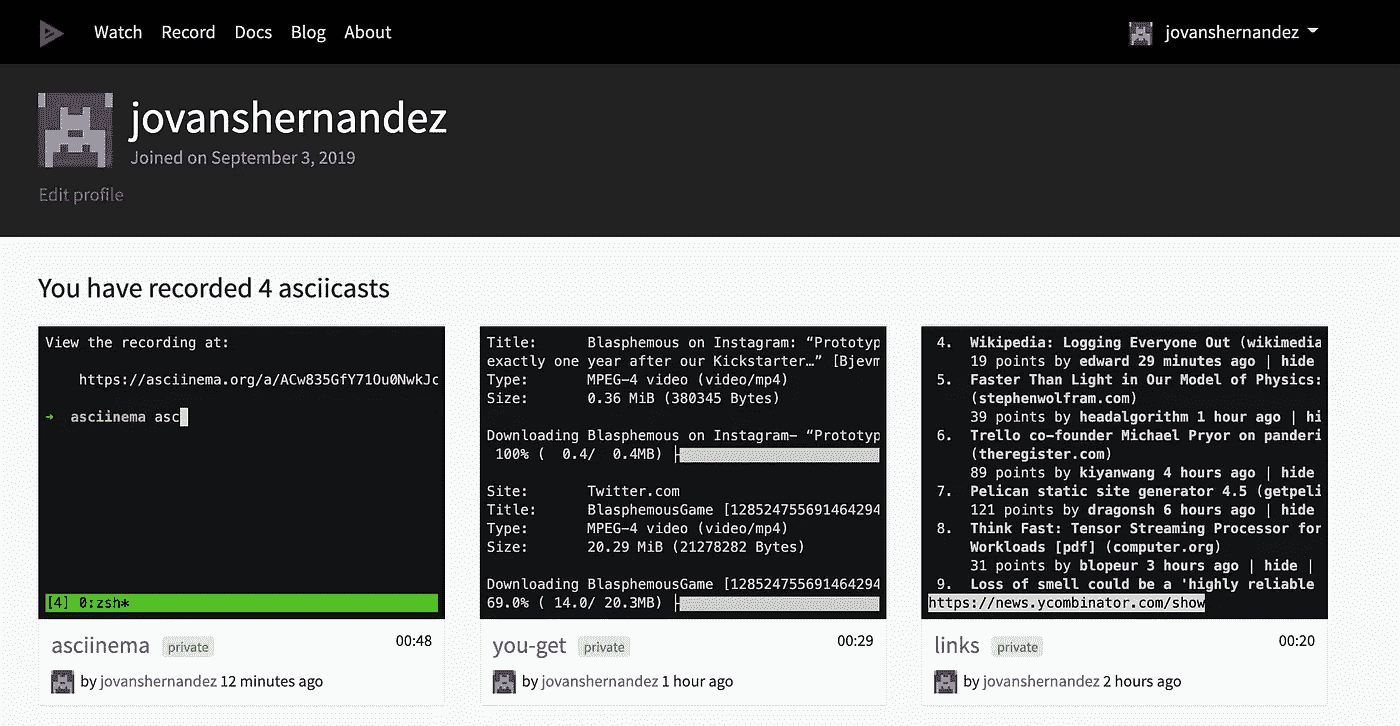 Watch Record Docs Blog About
jovanshernandez
jovanshernandez
Joined on September 3, 2019
Edit profile
You have recorded 4 asciicasts
View the recording at:
https://asciinema.org/a/ACw835GfY71Ou0NwkJc
➜ asciinema asc
[4] 0:zsh*
asciinema private 00:48
by jovanshernandez 12 minutes ago
Title: Blasphemous on Instagram: “Prototyp
exactly one year after our Kickstarter…” [Bjevm
Type: MPEG-4 video (video/mp4)
Size: 0.36 MiB (380345 Bytes)
Downloading Blasphemous on Instagram- “Prototyp
100% ( 0.4/ 0.4MB) ├
Site: Twitter.com
Title: BlasphemousGame [128524755691464294
Type: MPEG-4 video (video/mp4)
Size: 20.29 MiB (21278282 Bytes)
Downloading BlasphemousGame [128524755691464294
69.0% ( 14.0/ 20.3MB) ├
you-get private 00:29
by jovanshernandez 1 hour ago
4. Wikipedia: Logging Everyone Out (wikimedia
19 points by edward 29 minutes ago | hide
5. Faster Than Light in Our Model of Physics:
(stephenwolfram.com)
39 points by headalgorithm 1 hour ago | hi
6. Trello co-founder Michael Pryor on panderi
(theregister.com)
89 points by kiyanwang 4 hours ago | hide
7. Pelican static site generator 4.5 (getpeli
121 points by dragonsh 6 hours ago | hide
8. Think Fast: Tensor Streaming Processor for
Workloads [pdf] (computer.org)
31 points by blopeur 3 hours ago | hide |
9. Loss of smell could be a 'highly reliable
https://news.ycombinator.com/show
links private 00:20
by jovanshernandez 2 hours ago